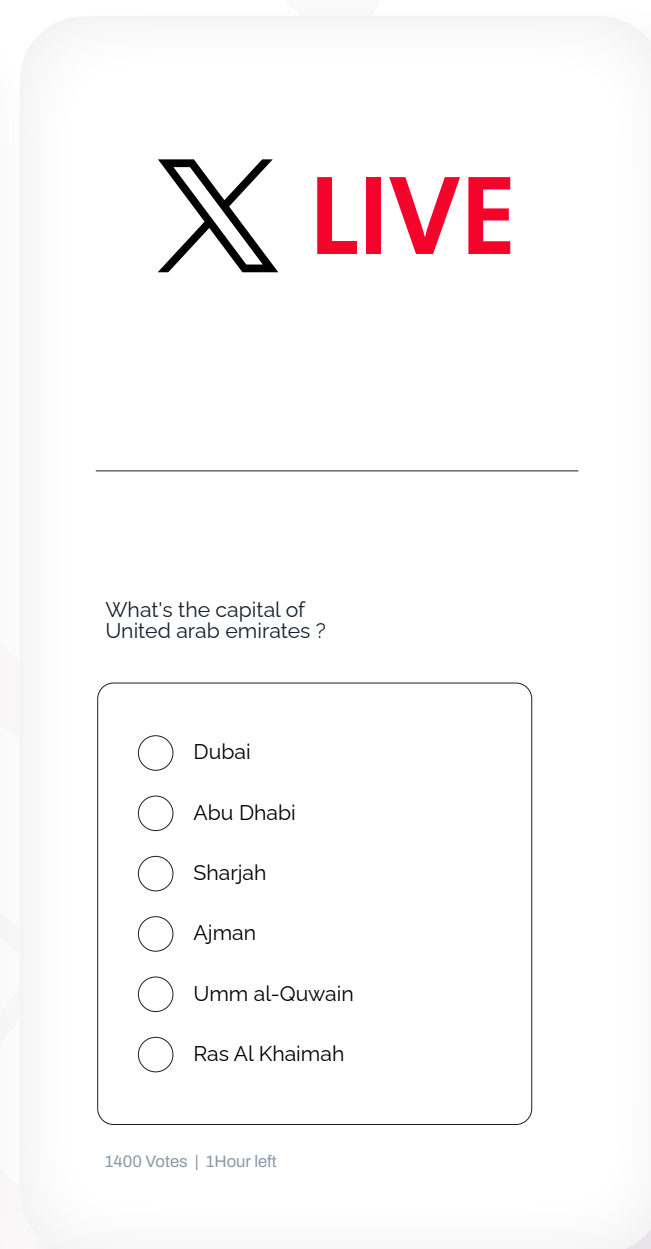 X LIVE
What's the capital of
United arab emirates ?
Dubai
Abu Dhabi
Sharjah
Ajman
Umm al-Quwain
Ras Al Khaimah
1400 Votes | 1Hour left